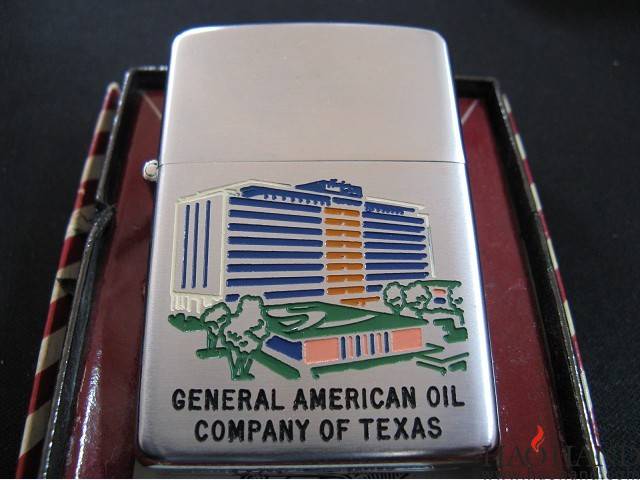 GENERAL AMERICAN OIL
COMPANY OF TEXAS